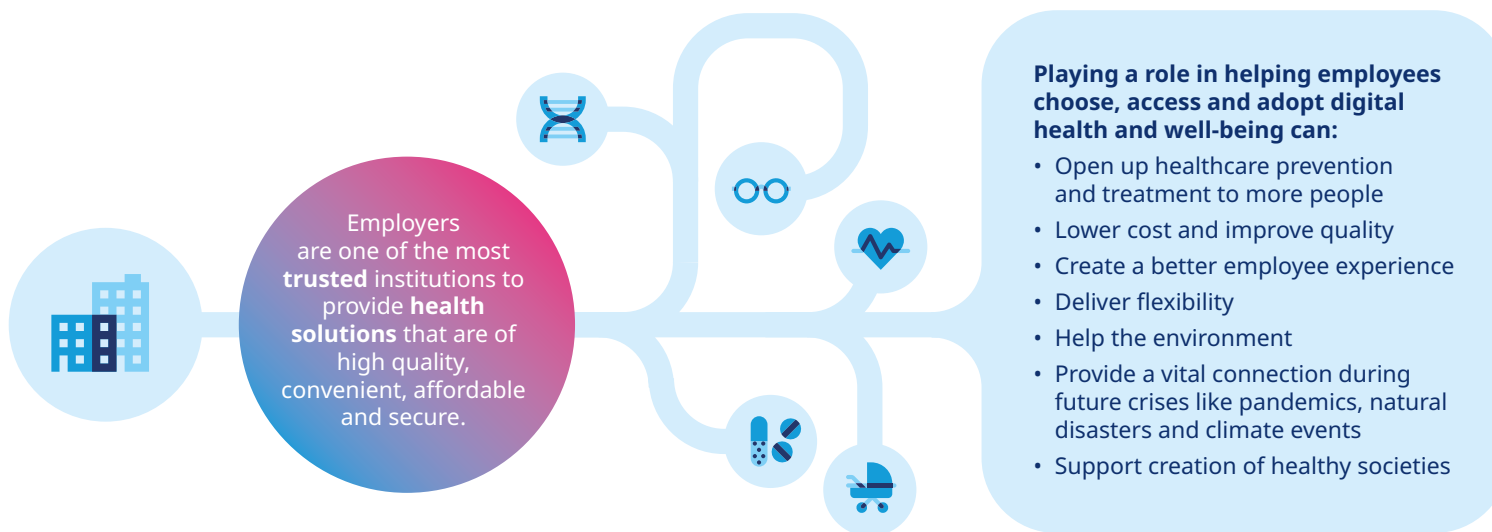 Employers
are one of the most
trusted institutions to
provide health
solutions that are of
high quality,
convenient, affordable
and secure.
Playing a role in helping employees
choose, access and adopt digital
health and well-being can:
• Open up healthcare prevention
and treatment to more people
• Lower cost and improve quality
• Create a better employee experience
• Deliver flexibility
• Help the environment
• Provide a vital connection during
future crises like pandemics, natural
disasters and climate events
• Support creation of healthy societies